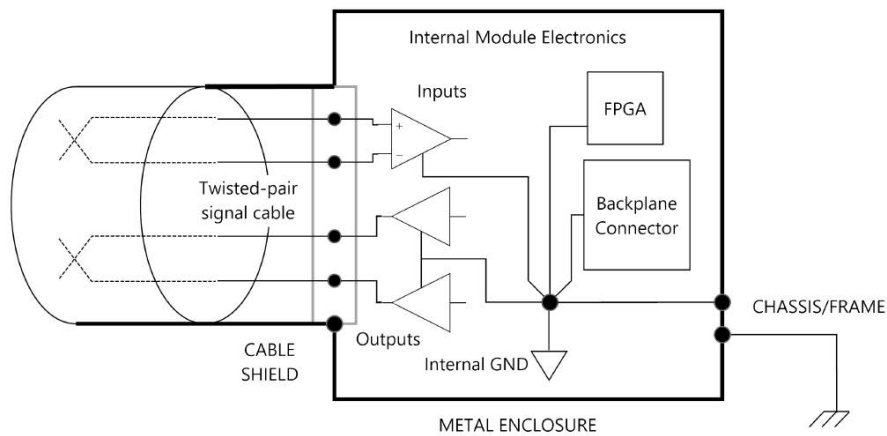 Internal Module Electronics
Inputs
FPGA
+
−
Twisted-pair
signal cable
Backplane
Connector
CHASSIS/FRAME
Outputs
CABLE
SHIELD
Internal GND
METAL ENCLOSURE